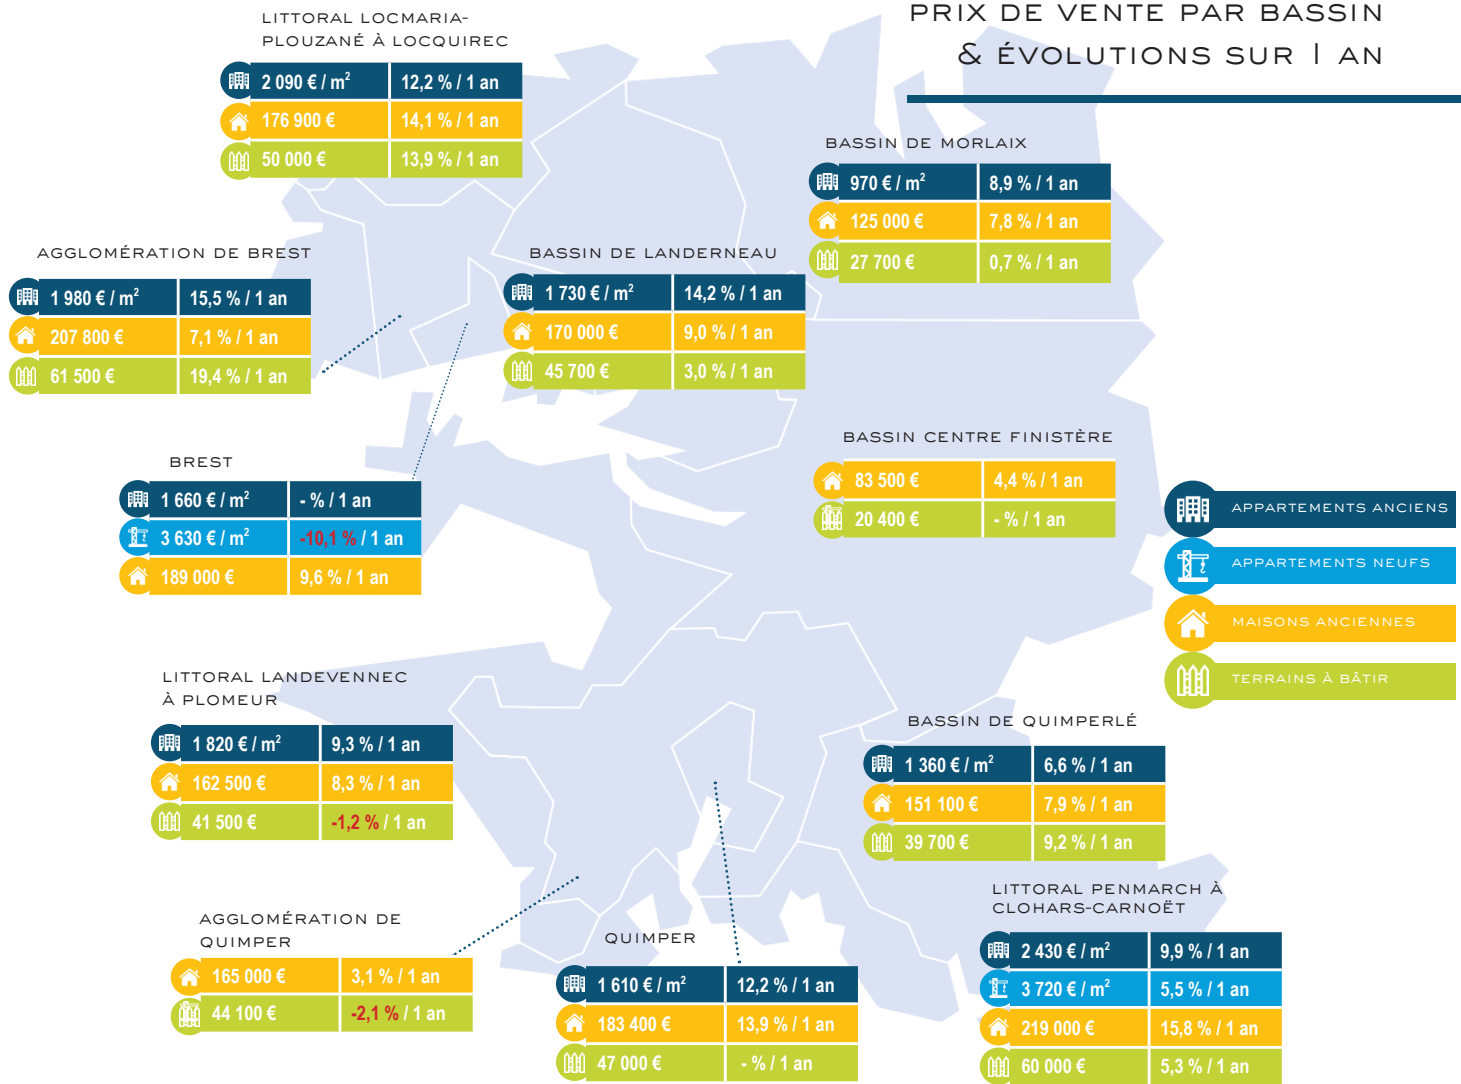 PRIX DE VENTE PAR BASSIN
& ÉVOLUTIONS SUR 1 AN
LITTORAL LOCMARIA-
PLOUZANÉ À LOCQUIREC
2 090 € / m² 12,2 % / 1 an
176 900 € 14,1 % / 1 an
50 000 € 13,9 % / 1 an
BASSIN DE MORLAIX
970 € / m² 8,9 % / 1 an
125 000 € 7,8 % / 1 an
27 700 € 0,7 % / 1 an
AGGLOMÉRATION DE BREST
1 980 € / m² 15,5 % / 1 an
207 800 € 7,1 % / 1 an
61 500 € 19,4 % / 1 an
BASSIN DE LANDERNEAU
1 730 € / m² 14,2 % / 1 an
170 000 € 9,0 % / 1 an
45 700 € 3,0 % / 1 an
BREST
1 660 € / m² - % / 1 an
3 630 € / m² -10,1 % / 1 an
189 000 € 9,6 % / 1 an
BASSIN CENTRE FINISTÈRE
83 500 € 4,4 % / 1 an
20 400 € - % / 1 an
APPARTEMENTS ANCIENS
APPARTEMENTS NEUFS
MAISONS ANCIENNES
TERRAINS À BÂTIR
LITTORAL LANDEVENNEC
À PLOMEUR
1 820 € / m² 9,3 % / 1 an
162 500 € 8,3 % / 1 an
41 500 € -1,2 % / 1 an
BASSIN DE QUIMPERLÉ
1 360 € / m² 6,6 % / 1 an
151 100 € 7,9 % / 1 an
39 700 € 9,2 % / 1 an
AGGLOMÉRATION DE
QUIMPER
165 000 € 3,1 % / 1 an
44 100 € -2,1 % / 1 an
QUIMPER
1 610 € / m² 12,2 % / 1 an
183 400 € 13,9 % / 1 an
47 000 € - % / 1 an
LITTORAL PENMARCH À
CLOHARS-CARNOËT
2 430 € / m² 9,9 % / 1 an
3 720 € / m² 5,5 % / 1 an
219 000 € 15,8 % / 1 an
60 000 € 5,3 % / 1 an